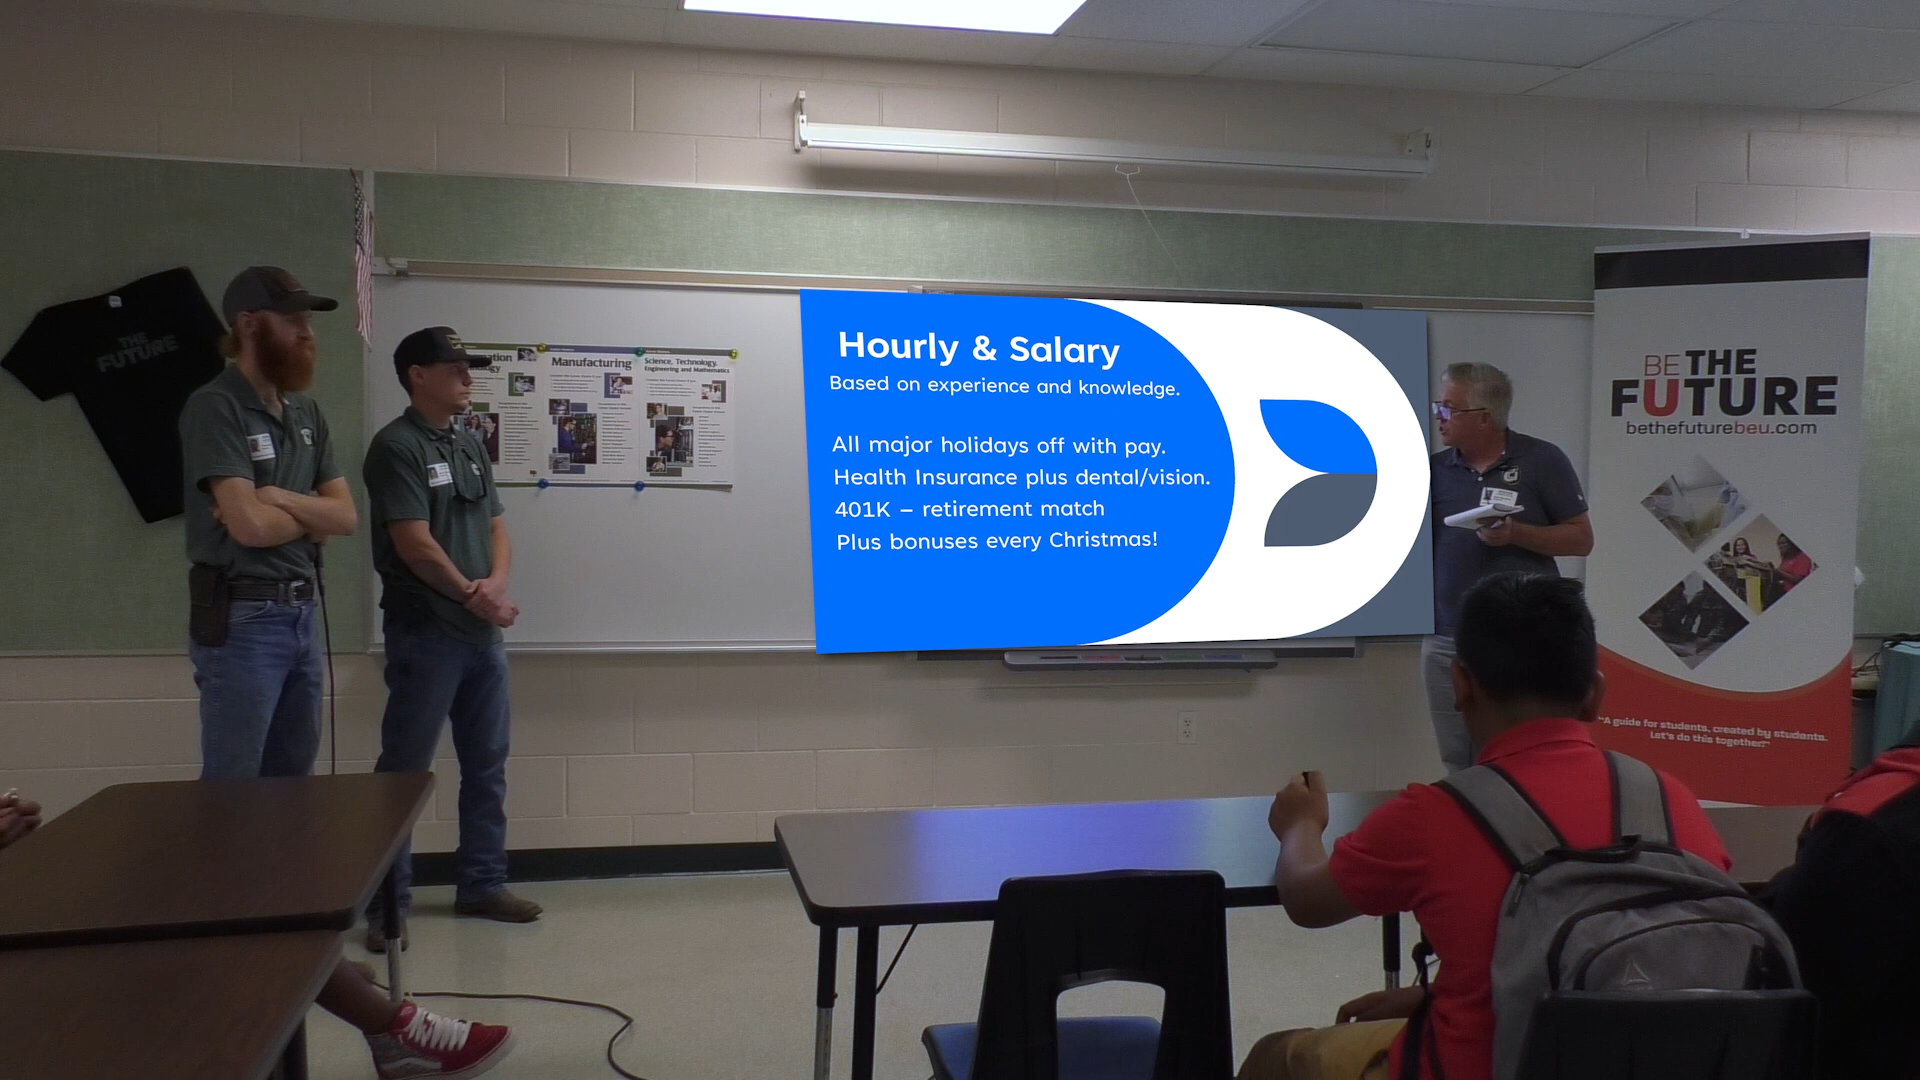 THE
FUTURE
Manufacturing
Science, Technology,
Engineering and Mathematics
Hourly & Salary
Based on experience and knowledge.
All major holidays off with pay.
Health Insurance plus dental/vision.
401K – retirement match
Plus bonuses every Christmas!
BE THE
FUTURE
bethefuturebeu.com
"A guide for students, created by students.
Let's do this together!"